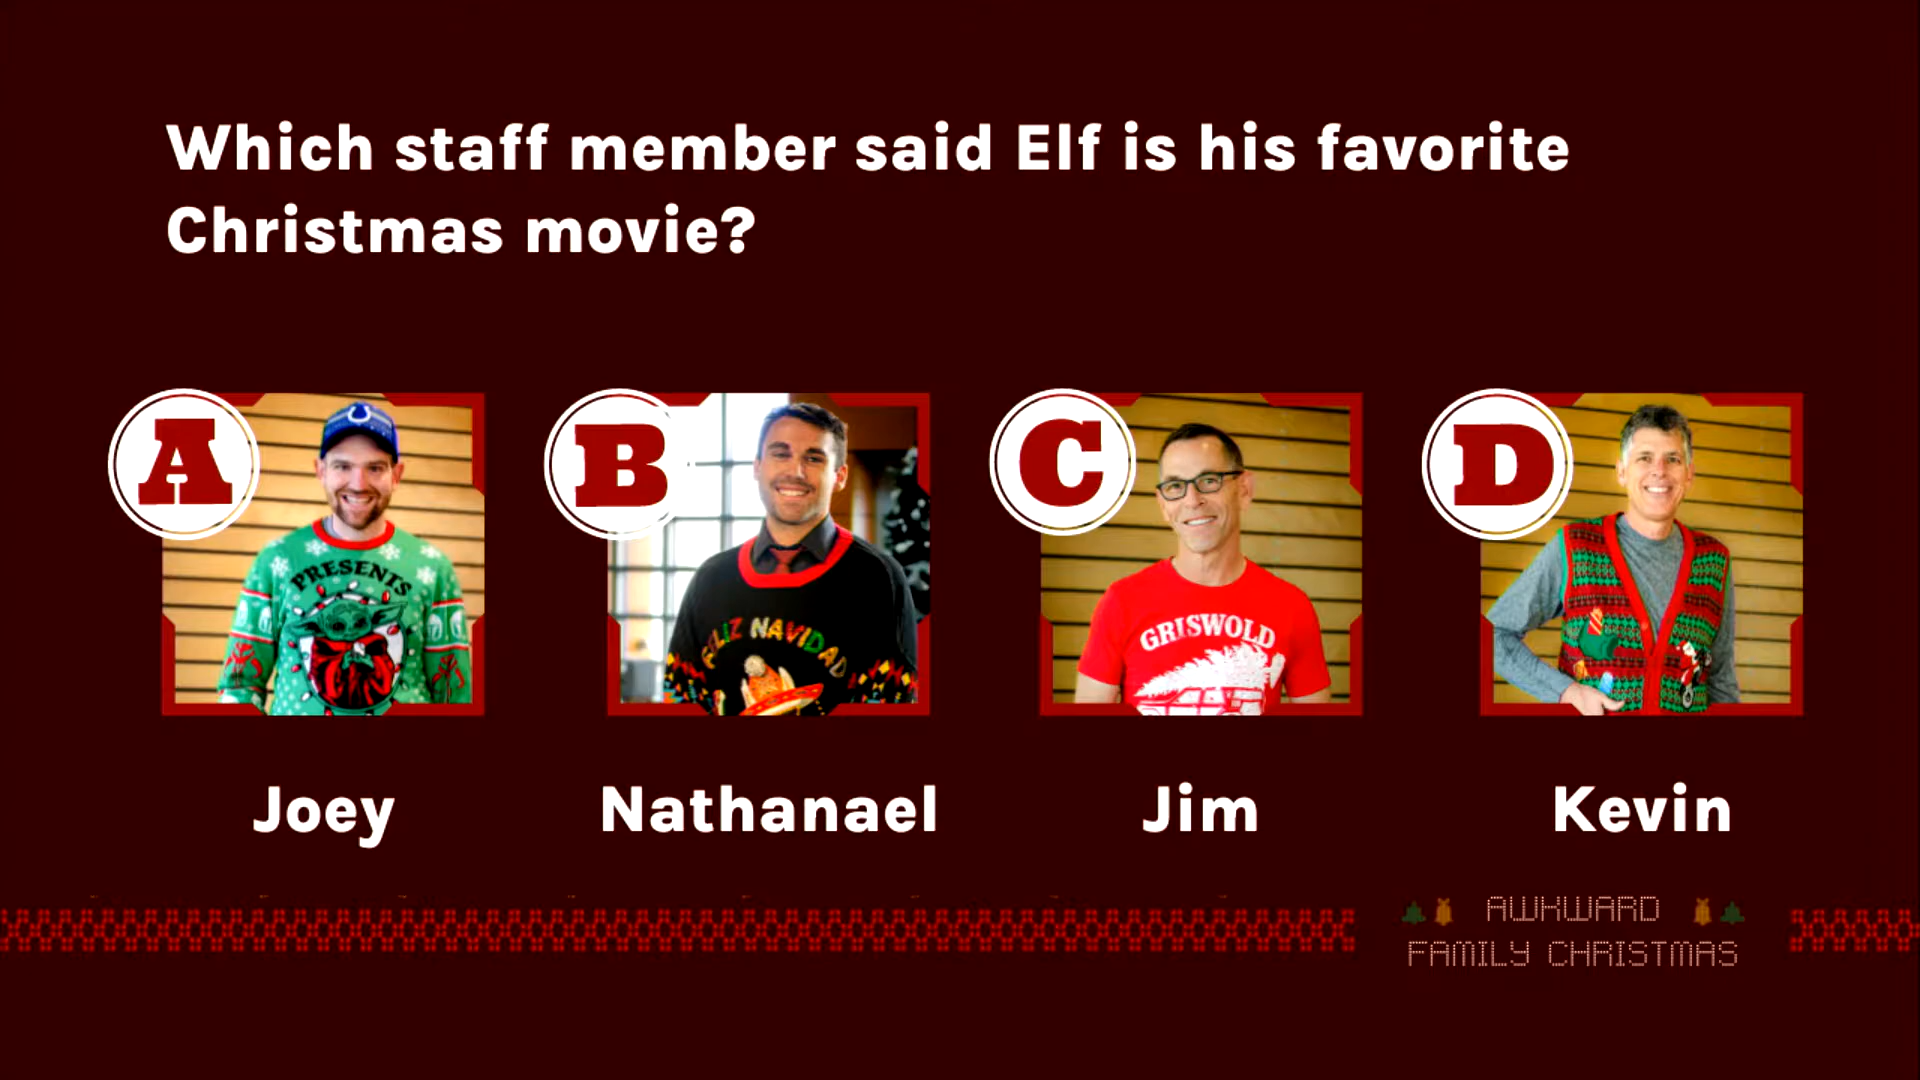 Which staff member said Elf is his favorite
Christmas movie?
A
B
C
D
PRESENTS
FELIZ NAVIDAD
GRISWOLD
Joey
Nathanael
Jim
Kevin
AWKWARD
FAMILY CHRISTMAS